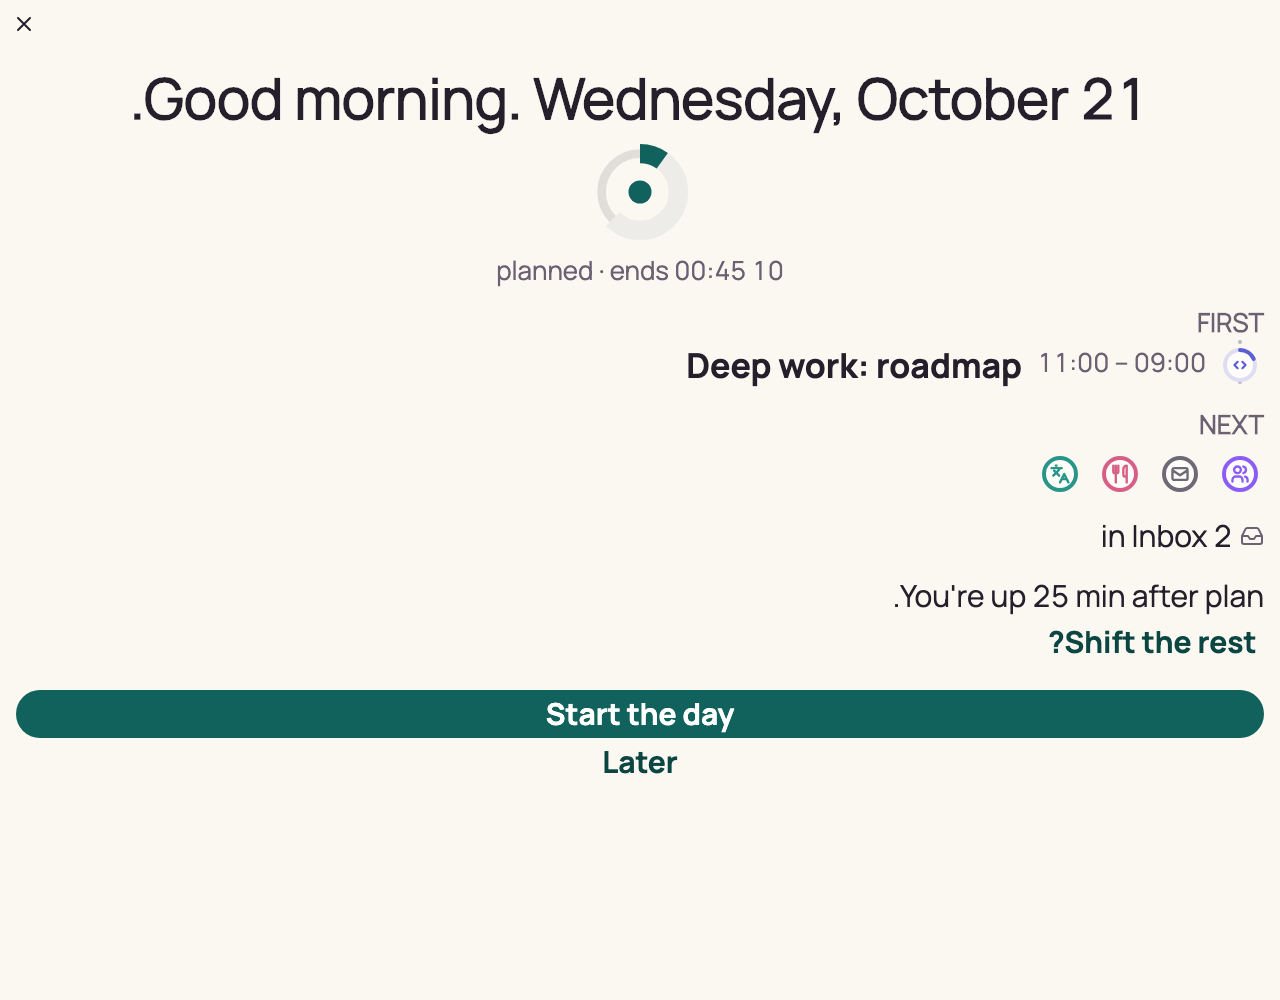 .Good morning. Wednesday, October 21
planned · ends 00:45 10
FIRST
Deep work: roadmap 11:00 – 09:00
NEXT
in Inbox 2
.You're up 25 min after plan
?Shift the rest
Start the day
Later